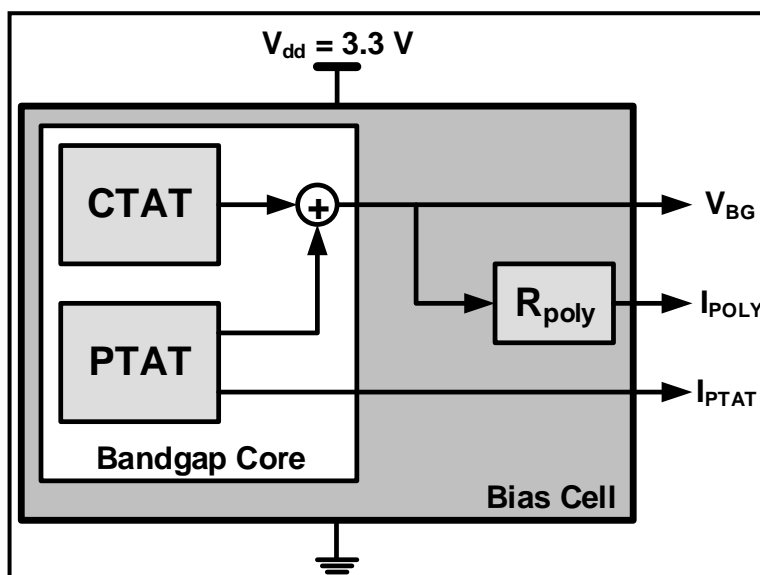 Vdd = 3.3 V
CTAT
+
VBG
Rpoly
IPOLY
PTAT
IPTAT
Bandgap Core
Bias Cell